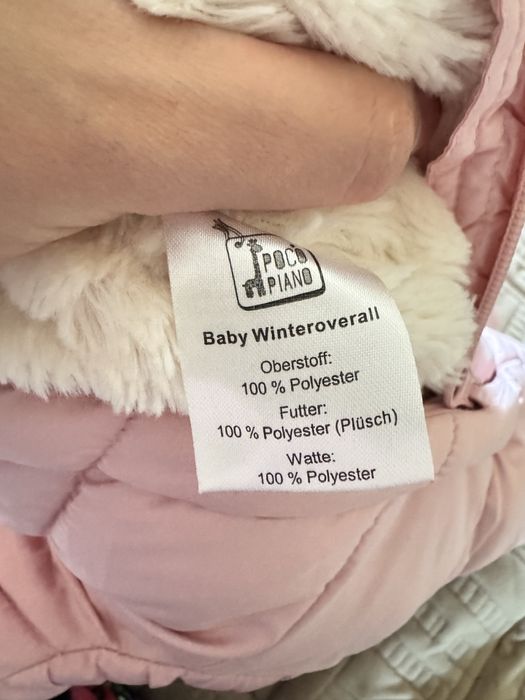 POCO
PIANO
Baby Winteroverall
Oberstoff:
100 % Polyester
Futter:
100 % Polyester (Plüsch)
Watte:
100 % Polyester